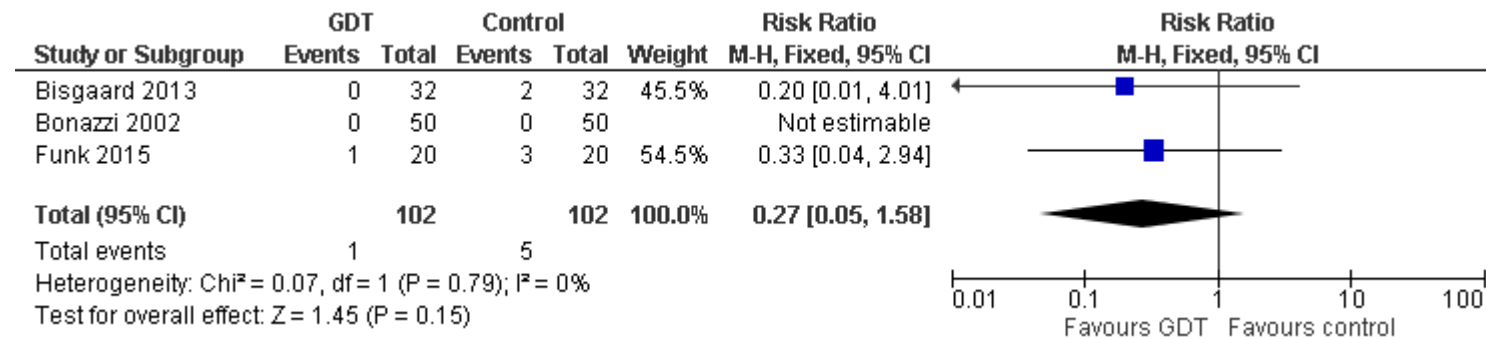 GDT Control Risk Ratio Risk Ratio
Study or Subgroup Events Total Events Total Weight M-H, Fixed, 95% CI M-H, Fixed, 95% CI
Bisgaard 2013 0 32 2 32 45.5% 0.20 [0.01, 4.01]
Bonazzi 2002 0 50 0 50 Not estimable
Funk 2015 1 20 3 20 54.5% 0.33 [0.04, 2.94]
Total (95% CI) 102 102 100.0% 0.27 [0.05, 1.58]
Total events 1 5
Heterogeneity: Chi² = 0.07, df = 1 (P = 0.79); I² = 0%
Test for overall effect: Z = 1.45 (P = 0.15)
0.01 0.1 1 10 100
Favours GDT Favours control